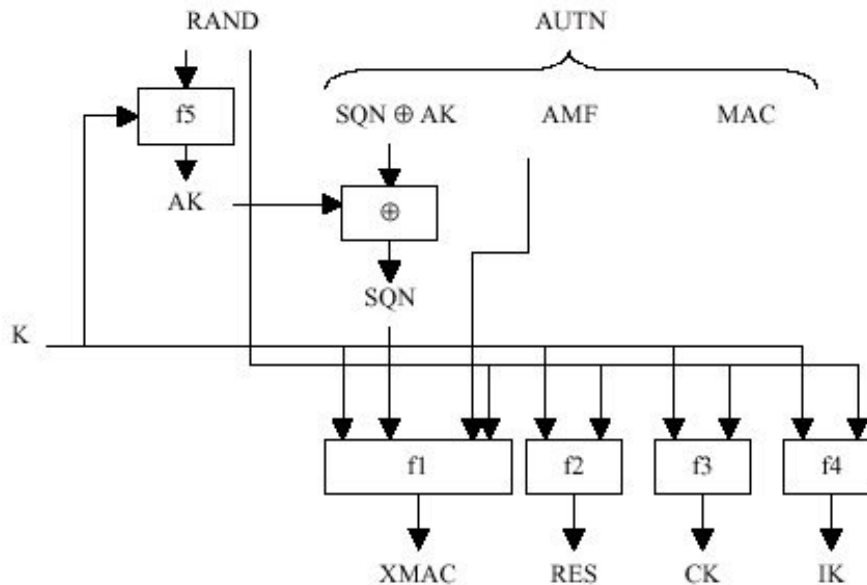 RAND AUTN
f5 SQN ⊕ AK AMF MAC
AK ⊕
SQN
K
f1 f2 f3 f4
XMAC RES CK IK